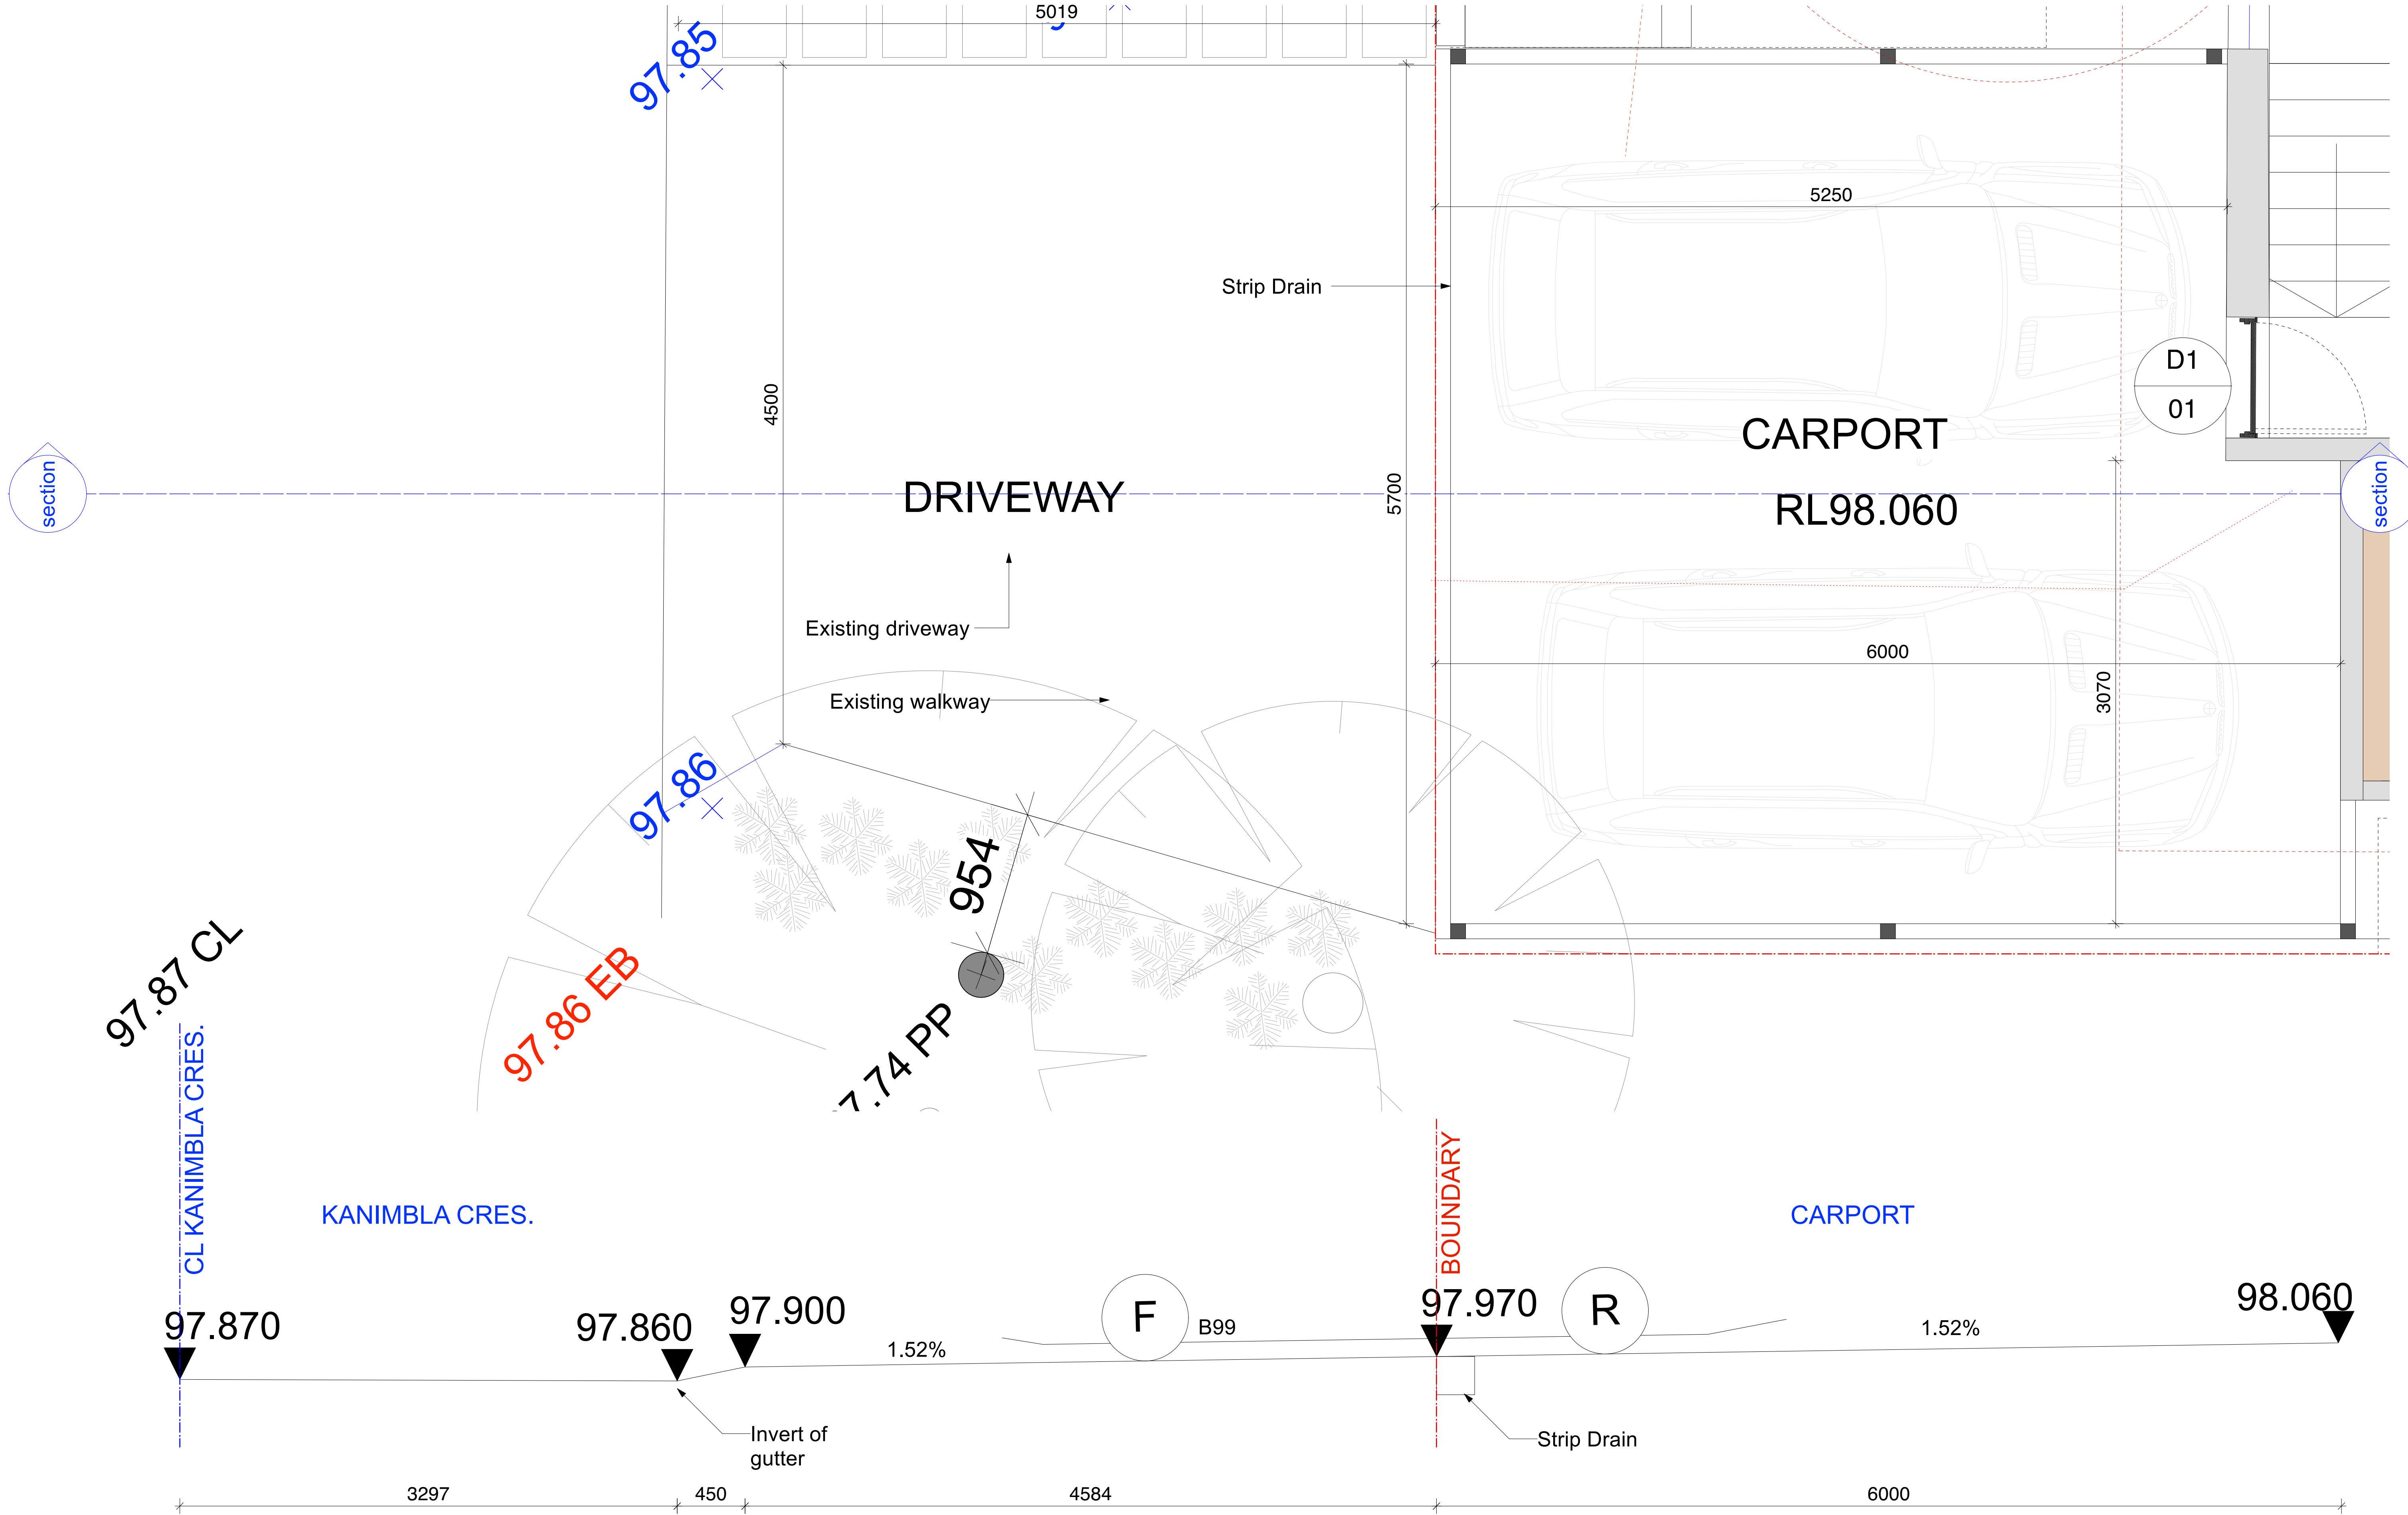 5019
97.85
5250
Strip Drain
D1
01
4500
CARPORT
section
DRIVEWAY
5700
RL98.060
section
Existing driveway
6000
3070
Existing walkway
97.86
954
97.87 CL
97.86 EB
7.74 PP
CL KANIMBLA CRES.
KANIMBLA CRES.
BOUNDARY
CARPORT
97.870
97.860
97.900
F
B99
97.970
R
98.060
1.52%
1.52%
Invert of
gutter
Strip Drain
3297
450
4584
6000